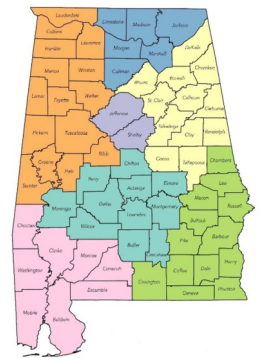 Lauderdale
Limestone
Madison
Jackson
Colbert
Lawrence
Franklin
Morgan
Marshall
DeKalb
Marion
Winston
Cullman
Cherokee
Etowah
Blount
Lamar
Fayette
Walker
St. Clair
Calhoun
Cleburne
Jefferson
Talladega
Randolph
Clay
Shelby
Pickens
Tuscaloosa
Bibb
Coosa
Tallapoosa
Chambers
Greene
Hale
Chilton
Sumter
Perry
Autauga
Elmore
Lee
Macon
Russell
Marengo
Dallas
Montgomery
Lowndes
Bullock
Choctaw
Wilcox
Barbour
Pike
Clarke
Butler
Crenshaw
Washington
Monroe
Conecuh
Coffee
Dale
Henry
Covington
Escambia
Geneva
Houston
Mobile
Baldwin